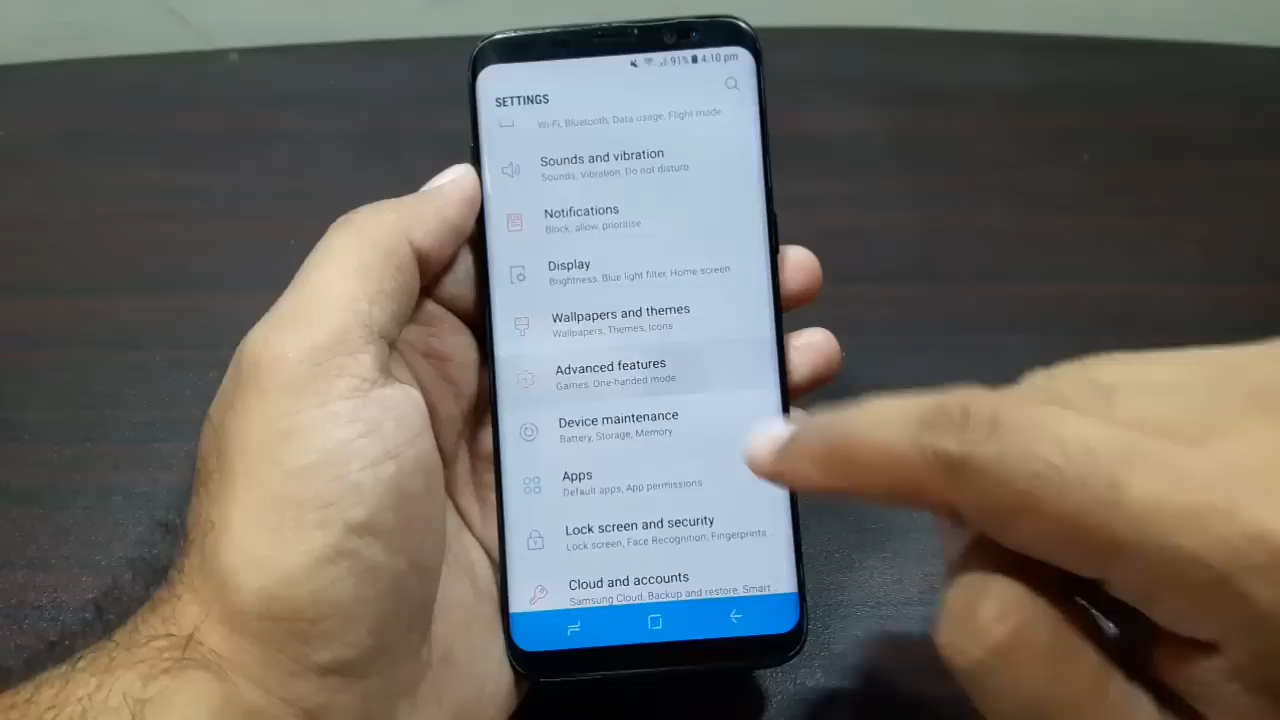 91% 4:10 pm
SETTINGS
Wi-Fi, Bluetooth, Data usage, Flight mode
Sounds and vibration
Sounds, Vibration, Do not disturb
Notifications
Block, allow, prioritise
Display
Brightness, Blue light filter, Home screen
Wallpapers and themes
Wallpapers, Themes, Icons
Advanced features
Games, One-handed mode
Device maintenance
Battery, Storage, Memory
Apps
Default apps, App permissions
Lock screen and security
Lock screen, Face Recognition, Fingerprints...
Cloud and accounts
Samsung Cloud, Backup and restore, Smart ...